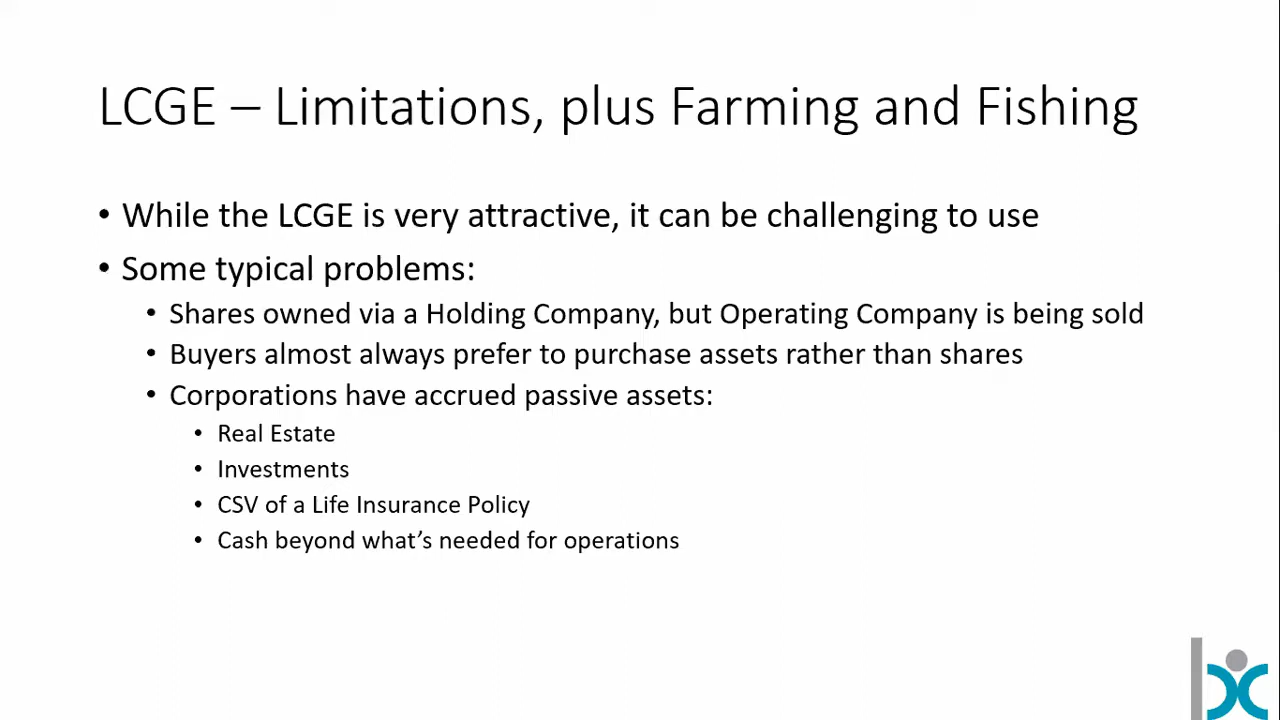 LCGE – Limitations, plus Farming and Fishing
• While the LCGE is very attractive, it can be challenging to use
• Some typical problems:
• Shares owned via a Holding Company, but Operating Company is being sold
• Buyers almost always prefer to purchase assets rather than shares
• Corporations have accrued passive assets:
• Real Estate
• Investments
• CSV of a Life Insurance Policy
• Cash beyond what’s needed for operations